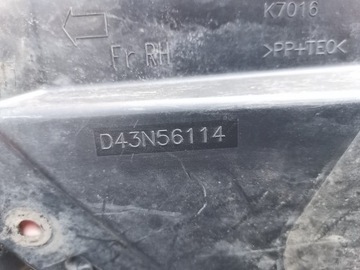 K7016
Fr RH
>PP+TEO<
D43N56114